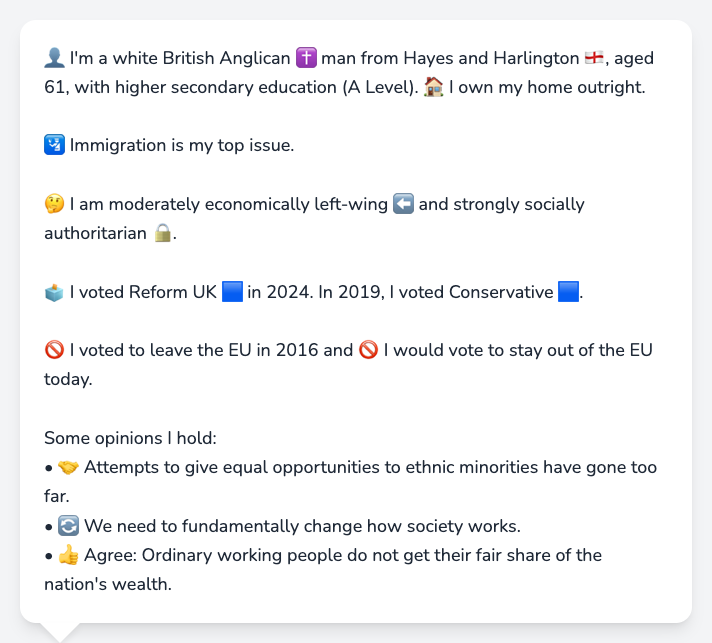 👤 I'm a white British Anglican ✝️ man from Hayes and Harlington 🏴󠁧󠁢󠁥󠁮󠁧󠁿, aged
61, with higher secondary education (A Level). 🏠 I own my home outright.
🛂 Immigration is my top issue.
🤔 I am moderately economically left-wing ⬅️ and strongly socially
authoritarian 🔒.
🗳️ I voted Reform UK 🟦 in 2024. In 2019, I voted Conservative 🟦.
🚫 I voted to leave the EU in 2016 and 🚫 I would vote to stay out of the EU
today.
Some opinions I hold:
• 🤝 Attempts to give equal opportunities to ethnic minorities have gone too
far.
• 🔄 We need to fundamentally change how society works.
• 👍 Agree: Ordinary working people do not get their fair share of the
nation's wealth.